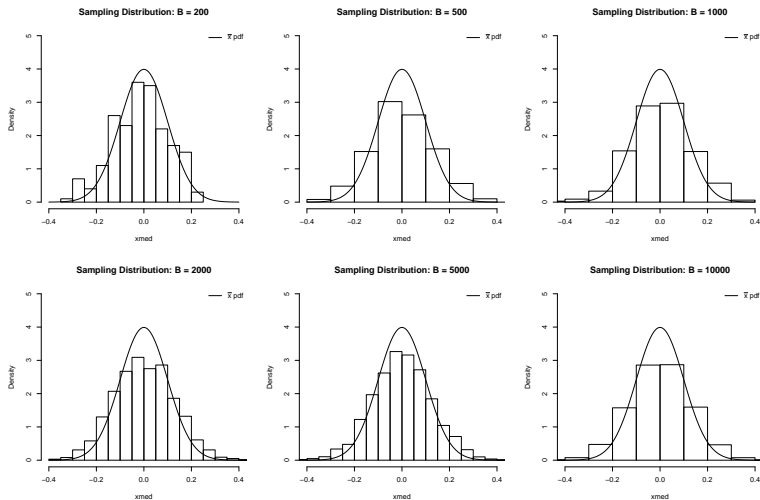 Sampling Distribution: B = 200
x̅ pdf
Density
0 1 2 3 4 5
−0.4 −0.2 0.0 0.2 0.4
xmed
Sampling Distribution: B = 500
x̅ pdf
Density
0 1 2 3 4 5
−0.4 −0.2 0.0 0.2 0.4
xmed
Sampling Distribution: B = 1000
x̅ pdf
Density
0 1 2 3 4 5
−0.4 −0.2 0.0 0.2 0.4
xmed
Sampling Distribution: B = 2000
x̅ pdf
Density
0 1 2 3 4 5
−0.4 −0.2 0.0 0.2 0.4
xmed
Sampling Distribution: B = 5000
x̅ pdf
Density
0 1 2 3 4 5
−0.4 −0.2 0.0 0.2 0.4
xmed
Sampling Distribution: B = 10000
x̅ pdf
Density
0 1 2 3 4 5
−0.4 −0.2 0.0 0.2 0.4
xmed